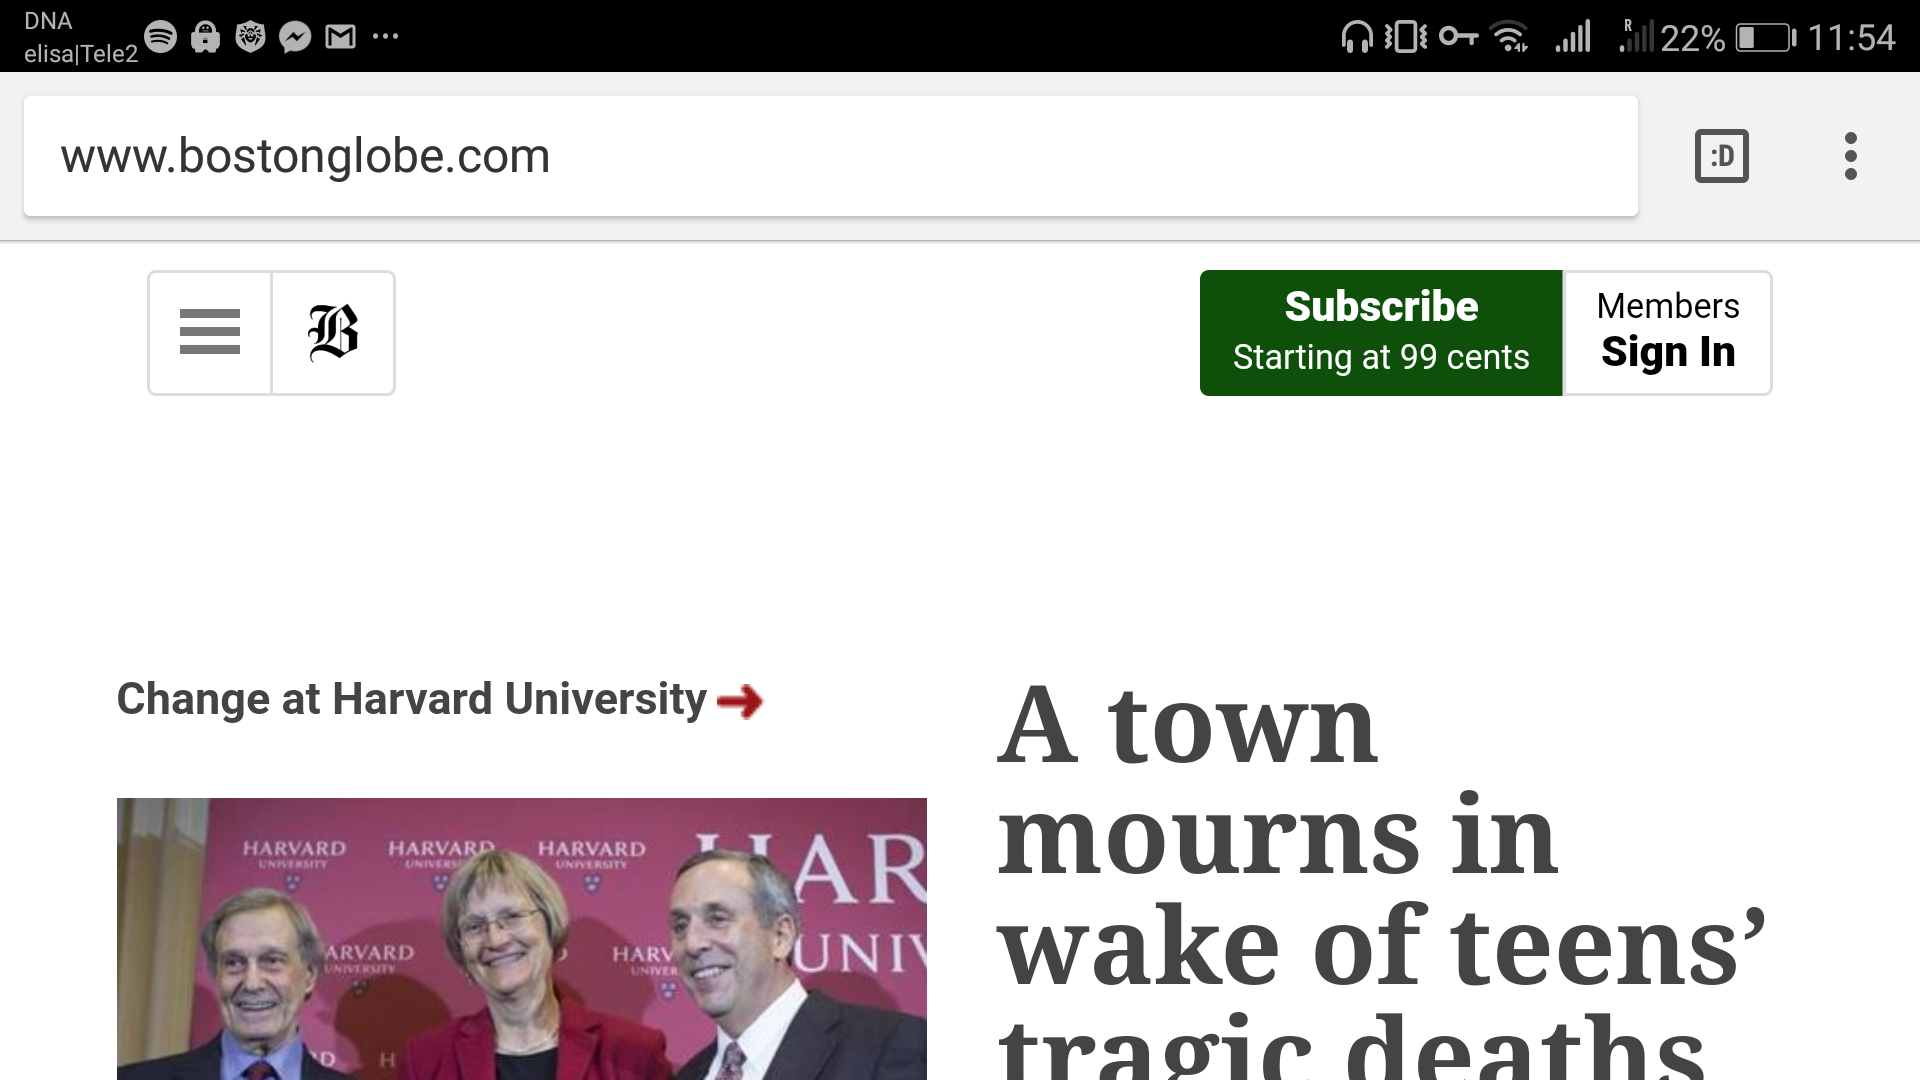 DNA
elisa|Tele2
R
22%
11:54
www.bostonglobe.com
:D
B
Subscribe
Starting at 99 cents
Members
Sign In
Change at Harvard University
A town
mourns in
wake of teens’
tragic deaths
HARVARD
UNIVERSITY
HARVARD
UNIVERS
HARVARD
UNIVERSITY
HAR
UNIV
ARVARD
UNIVERSITY
HARV
UNIVER